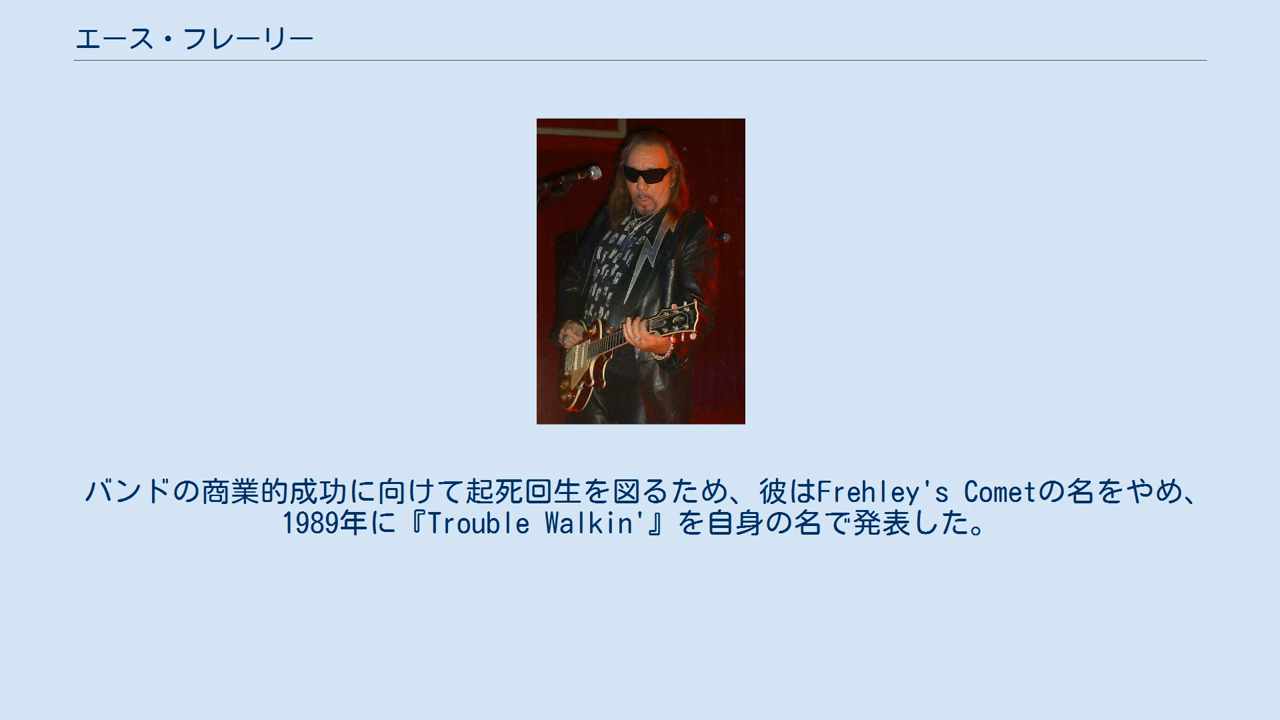 エース・フレーリー
バンドの商業的成功に向けて起死回生を図るため、彼はFrehley's Cometの名をやめ、
1989年に『Trouble Walkin'』を自身の名で発表した。